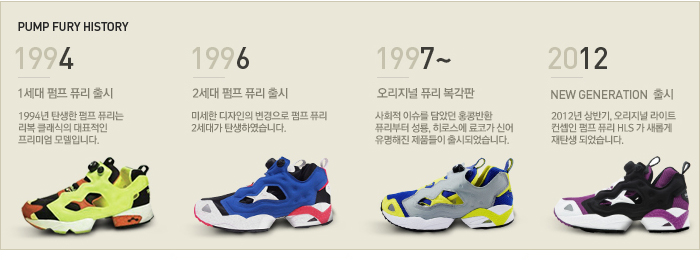 PUMP FURY HISTORY
1994
1세대 펌프 퓨리 출시
1994년 탄생한 펌프 퓨리는
리복 클래식의 대표적인
프리미엄 모델입니다.
1996
2세대 펌프 퓨리 출시
미세한 디자인의 변경으로 펌프 퓨리
2세대가 탄생하였습니다.
1997~
오리지널 퓨리 복각판
사회적 이슈를 담았던 홍콩반환
퓨리부터 성룡, 히로스에 료코가 신어
유명해진 제품들이 출시되었습니다.
2012
NEW GENERATION 출시
2012년 상반기, 오리지널 라이트
컨셉인 펌프 퓨리 HLS 가 새롭게
재탄생 되었습니다.